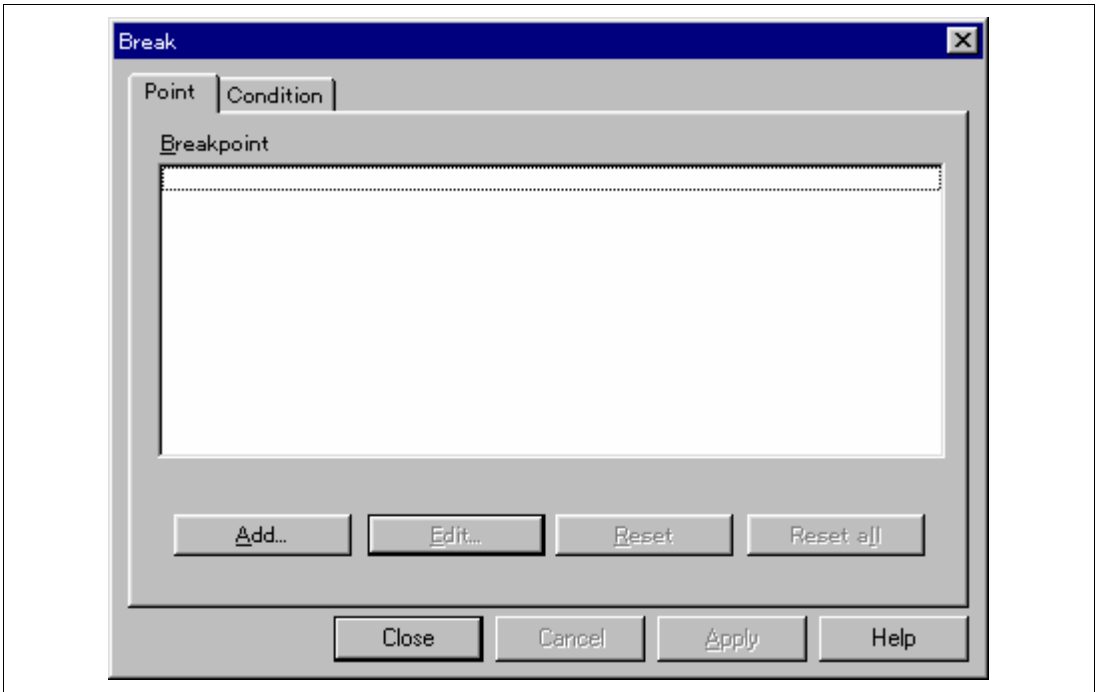 Break
Point Condition
Breakpoint
Add... Edit... Reset Reset all
Close Cancel Apply Help